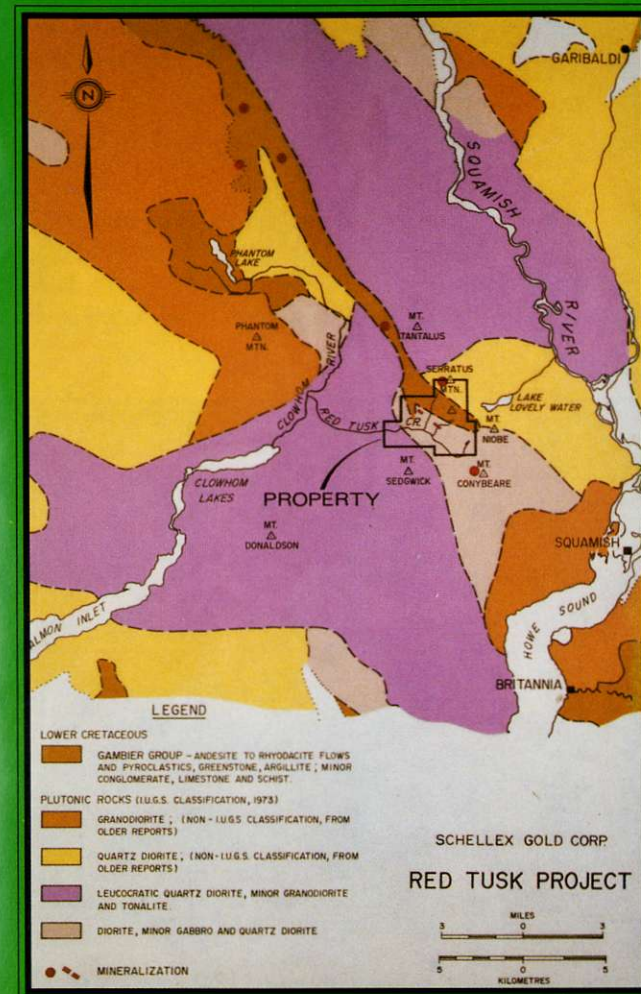 GARIBALDI
N
SQUAMISH RIVER
PHANTOM
LAKE
PHANTOM
MTN.
MT.
TANTALUS
CLOWHOM RIVER
SERRATUS
MTN.
LAKE
LOVELY WATER
RED TUSK CR.
MT.
NIOBE
MT.
SEDGWICK
MT.
CONYBEARE
CLOWHOM
LAKES
PROPERTY
MT.
DONALDSON
SQUAMISH
HOWE SOUND
ALMON INLET
BRITANNIA
LEGEND
LOWER CRETACEOUS
GAMBIER GROUP – ANDESITE TO RHYODACITE FLOWS
AND PYROCLASTICS, GREENSTONE, ARGILLITE; MINOR
CONGLOMERATE, LIMESTONE AND SCHIST.
PLUTONIC ROCKS (I.U.G.S. CLASSIFICATION, 1973)
GRANODIORITE; (NON-I.U.G.S CLASSIFICATION, FROM
OLDER REPORTS)
QUARTZ DIORITE; (NON-I.U.G.S CLASSIFICATION, FROM
OLDER REPORTS)
LEUCOCRATIC QUARTZ DIORITE, MINOR GRANODIORITE
AND TONALITE.
DIORITE, MINOR GABBRO AND QUARTZ DIORITE
MINERALIZATION
SCHELLEX GOLD CORP.
RED TUSK PROJECT
MILES
3 0 3
5 0 5
KILOMETRES